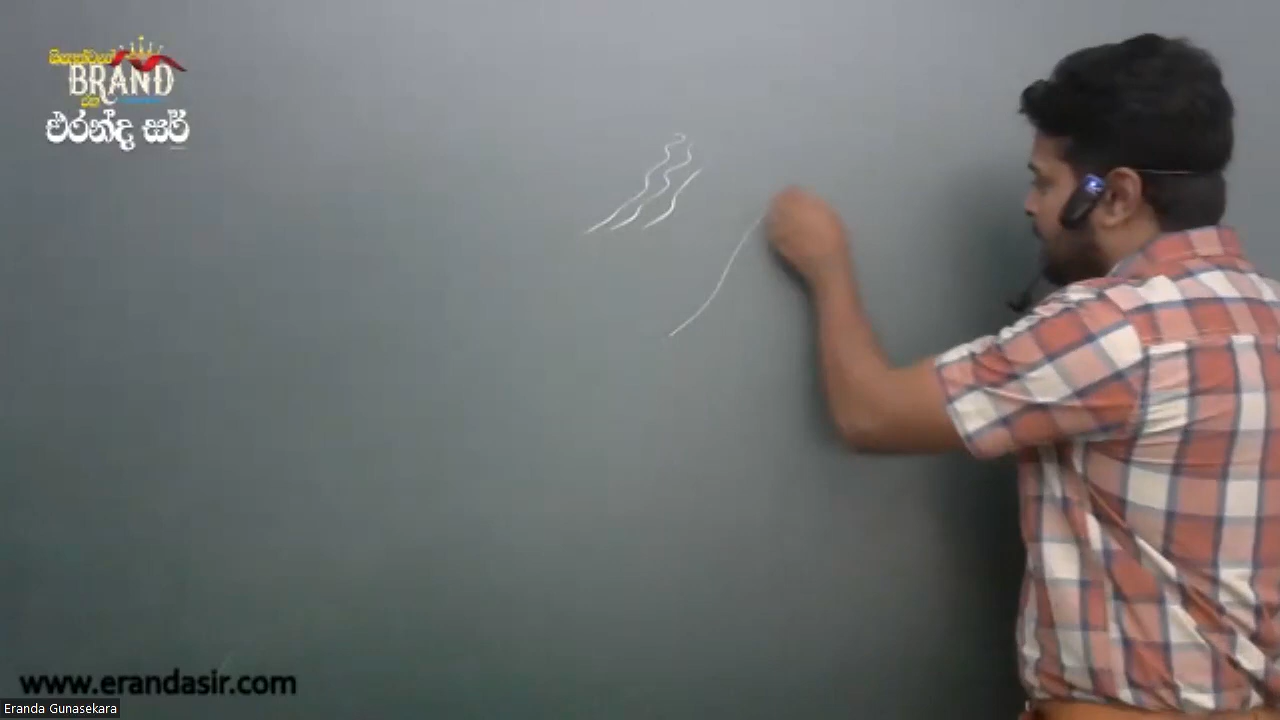 BRAND
එරන්ද සර්
www.erandasir.com
Eranda Gunasekara